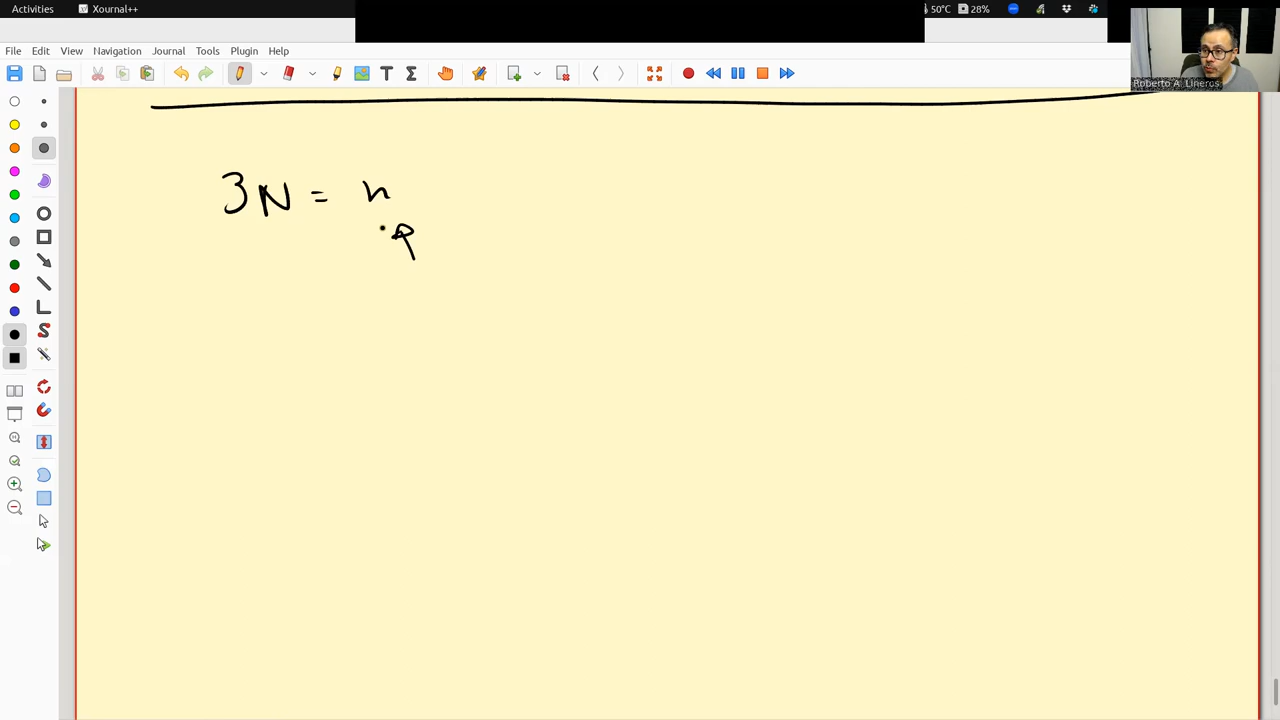 Activities Xournal++ 50°C 28%
File Edit View Navigation Journal Tools Plugin Help
Roberto A. Lineros
3N = n